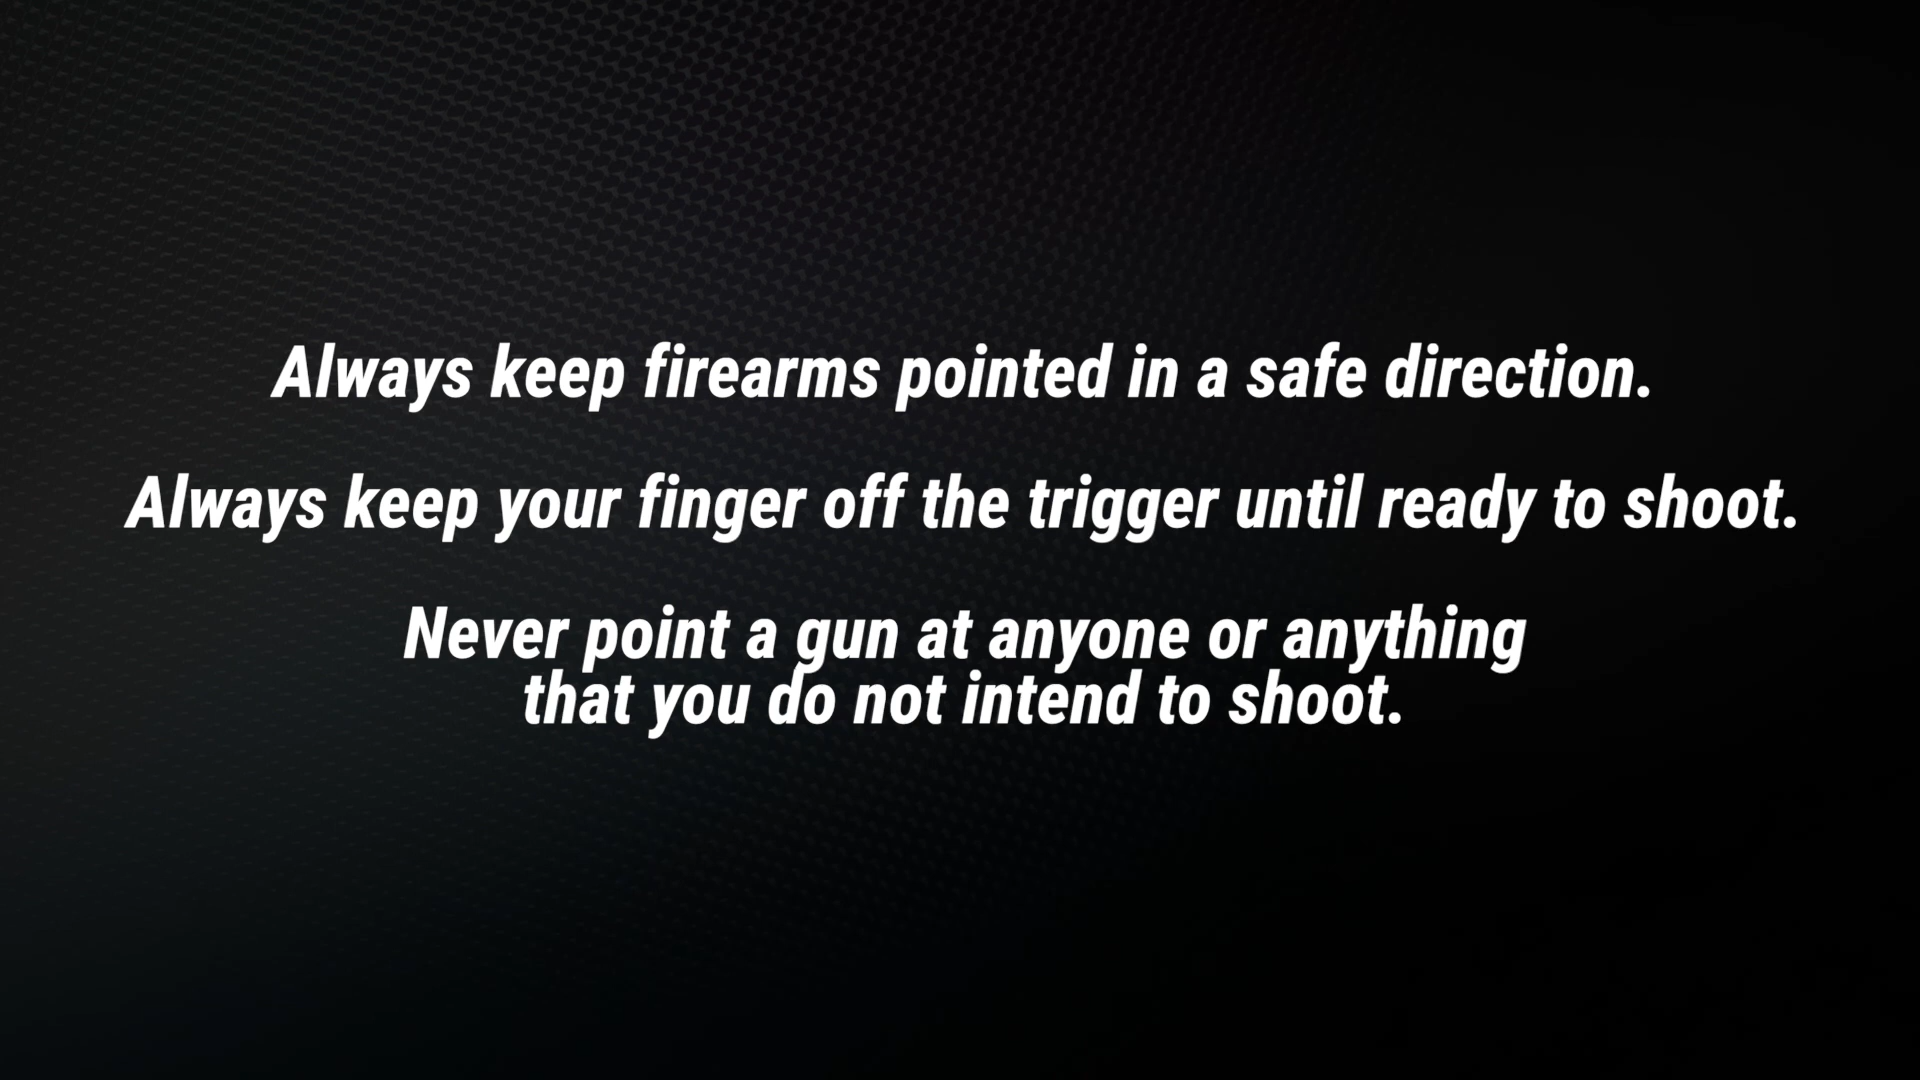 Always keep firearms pointed in a safe direction.
Always keep your finger off the trigger until ready to shoot.
Never point a gun at anyone or anything
that you do not intend to shoot.